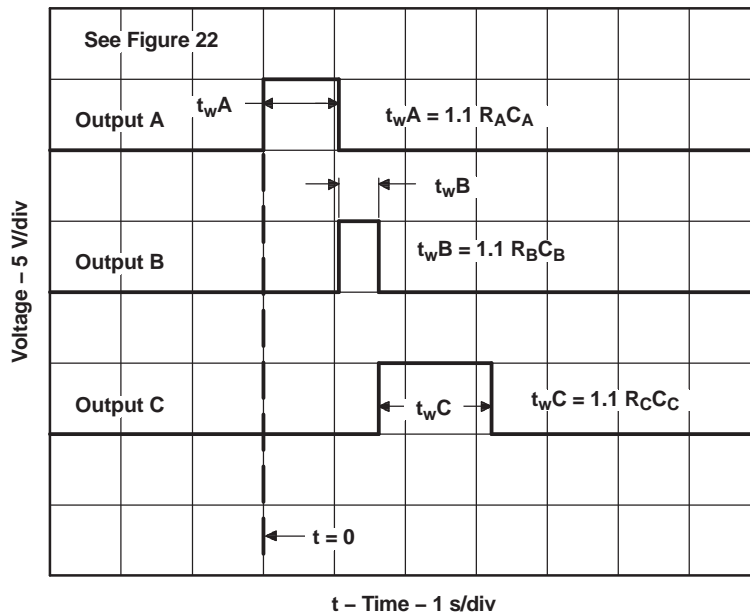 See Figure 22
twA
Output A
twA = 1.1 RACA
twB
Output B
twB = 1.1 RBCB
Output C
twC
twC = 1.1 RCCC
t = 0
Voltage – 5 V/div
t – Time – 1 s/div